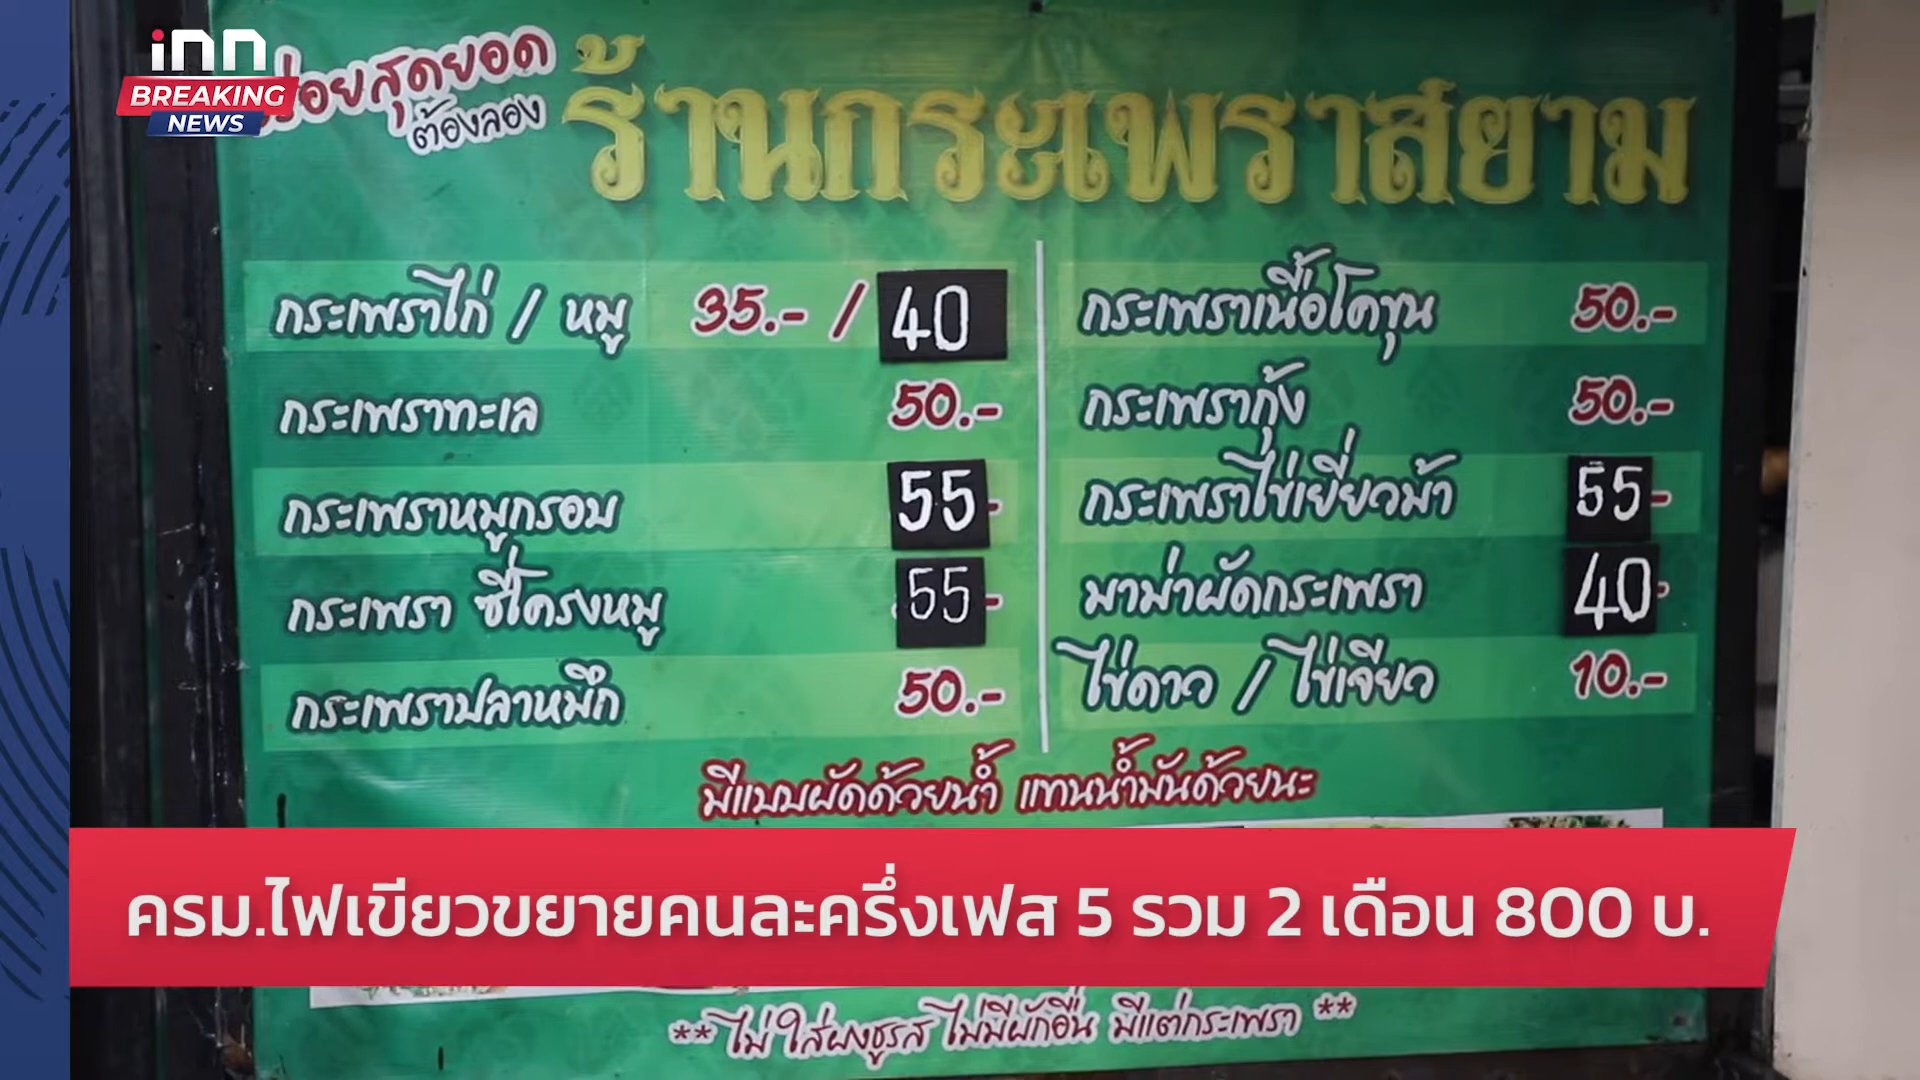 inn
BREAKING
NEWS
สุดยอด
ต้องลอง
ร้านกระเพราสยาม
กระเพราไก่ / หมู 35.- / 40
กระเพราทะเล 50.-
กระเพราหมูกรอบ 55-
กระเพรา ซี่โครงหมู 55-
กระเพราปลาหมึก 50.-
กระเพราเนื้อโคขุน 50.-
กระเพรากุ้ง 50.-
กระเพราไข่เยี่ยวม้า 55-
มาม่าผัดกระเพรา 40-
ไข่ดาว / ไข่เจียว 10.-
มีแบบผัดด้วยน้ำ แทนน้ำมันด้วยนะ
ครม.ไฟเขียวขยายคนละครึ่งเฟส 5 รวม 2 เดือน 800 บ.
** ไม่ใส่ผงชูรส ไม่มีผักอื่น มีแต่กระเพรา **